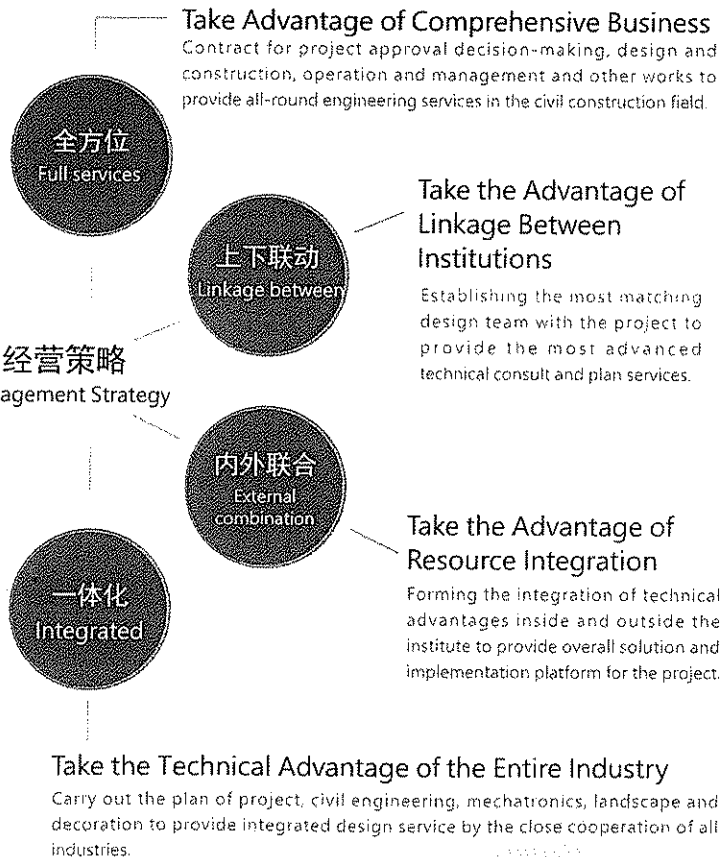 Take Advantage of Comprehensive Business
Contract for project approval decision-making, design and
construction, operation and management and other works to
provide all-round engineering services in the civil construction field.
全方位
Full services
Take the Advantage of
Linkage Between
Institutions
上下联动
Linkage between
Establishing the most matching
design team with the project to
provide the most advanced
technical consult and plan services.
经营策略
agement Strategy
内外联合
External
combination
Take the Advantage of
Resource Integration
Forming the integration of technical
advantages inside and outside the
institute to provide overall solution and
implementation platform for the project.
一体化
Integrated
Take the Technical Advantage of the Entire Industry
Carry out the plan of project, civil engineering, mechatronics, landscape and
decoration to provide integrated design service by the close cooperation of all
industries.